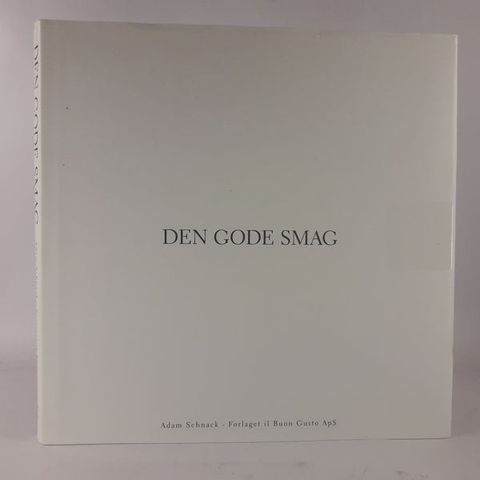 DEN GODE SMAG
DEN GODE SMAG
Adam Schnack - Forlaget il Buon Gusto ApS